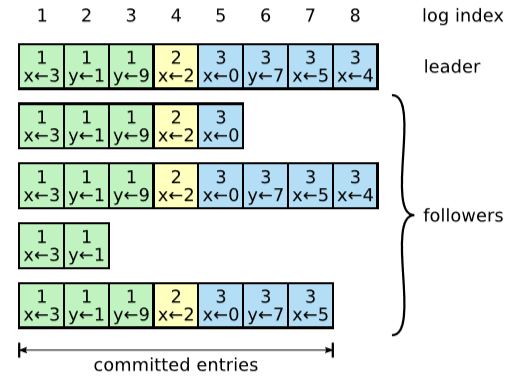 1 2 3 4 5 6 7 8 log index
1 1 1 2 3 3 3 3
x←3 y←1 y←9 x←2 x←0 y←7 x←5 x←4
leader
1 1 1 2 3
x←3 y←1 y←9 x←2 x←0
1 1 1 2 3 3 3 3
x←3 y←1 y←9 x←2 x←0 y←7 x←5 x←4
followers
1 1
x←3 y←1
1 1 1 2 3 3 3
x←3 y←1 y←9 x←2 x←0 y←7 x←5
committed entries